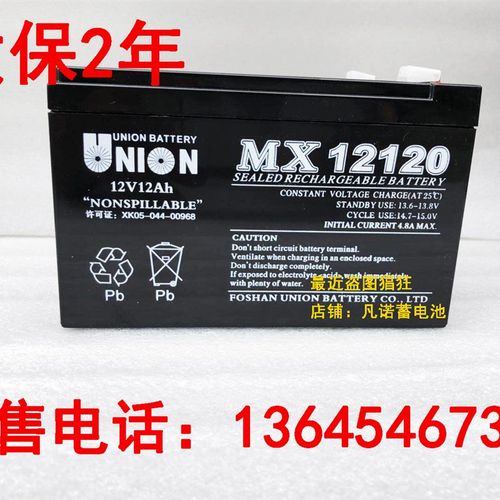 保2年
UNION BATTERY
UNION
12V12Ah
"NONSPILLABLE"
许可证：XK05-044-00968
MX 12120
SEALED RECHARGEABLE BATTERY
CONSTANT VOLTAGE CHARGE(AT 25℃)
STANDBY USE: 13.6-13.8V
CYCLE USE: 14.7-15.0V
INITIAL CURRENT 4.8A MAX.
CAUTION
Don't short circuit battery terminal.
Ventilate when charging in an enclosed space.
Don't discharge completely.
If exposed to electrolyte <acid>, wash immediately
with plenty of water.
Pb
Pb
FOSHAN UNION BATTERY CO., LTD
最近盗图猖狂
店铺：凡诺蓄电池
售电话：136454673